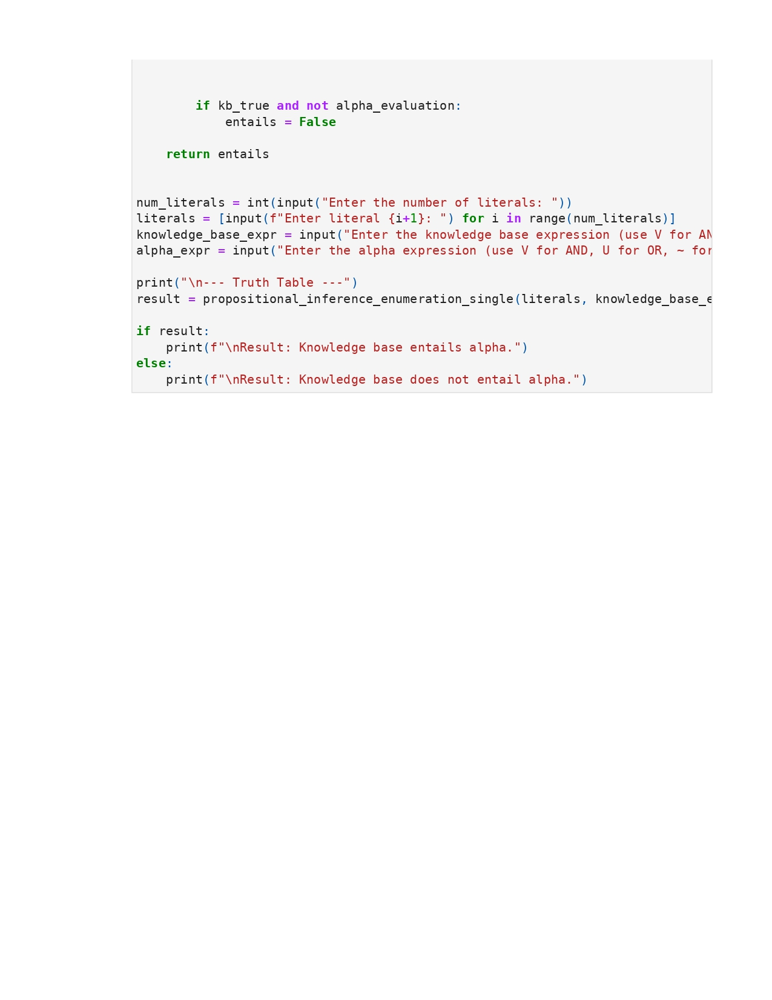 if kb_true and not alpha_evaluation:
            entails = False
    return entails
num_literals = int(input("Enter the number of literals: "))
literals = [input(f"Enter literal {i+1}: ") for i in range(num_literals)]
knowledge_base_expr = input("Enter the knowledge base expression (use V for AN
alpha_expr = input("Enter the alpha expression (use V for AND, U for OR, ~ for
print("\n--- Truth Table ---")
result = propositional_inference_enumeration_single(literals, knowledge_base_e
if result:
    print(f"\nResult: Knowledge base entails alpha.")
else:
    print(f"\nResult: Knowledge base does not entail alpha.")